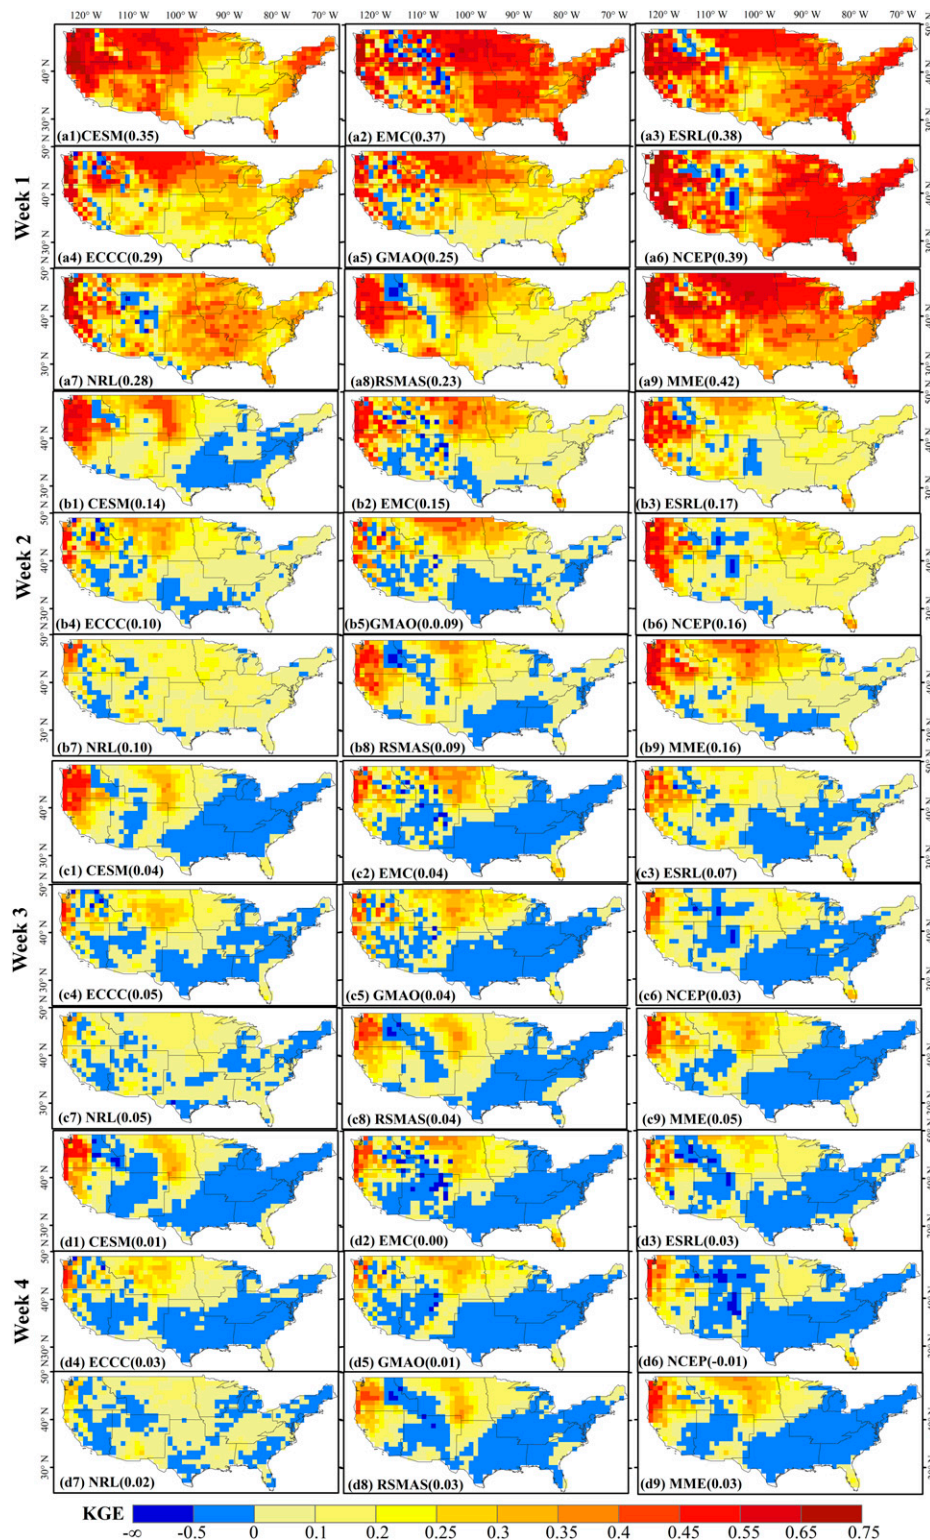 120° W 100° W 80° W 70° W 120° W 100° W 80° W 70° W 120° W 100° W 80° W 70° W
Week 1
(a1)CESM(0.35)
(a2) EMC(0.37)
(a3) ESRL(0.38)
(a4) ECCC(0.29)
(a5) GMAO(0.25)
(a6) NCEP(0.39)
(a7) NRL(0.28)
(a8)RSMAS(0.23)
(a9) MME(0.42)
Week 2
(b1) CESM(0.14)
(b2) EMC(0.15)
(b3) ESRL(0.17)
(b4) ECCC(0.10)
(b5)GMAO(0.0.09)
(b6) NCEP(0.16)
(b7) NRL(0.10)
(b8) RSMAS(0.09)
(b9) MME(0.16)
Week 3
(c1) CESM(0.04)
(c2) EMC(0.04)
(c3) ESRL(0.07)
(c4) ECCC(0.05)
(c5) GMAO(0.04)
(c6) NCEP(0.03)
(c7) NRL(0.05)
(c8) RSMAS(0.04)
(c9) MME(0.05)
Week 4
(d1) CESM(0.01)
(d2) EMC(0.00)
(d3) ESRL(0.03)
(d4) ECCC(0.03)
(d5) GMAO(0.01)
(d6) NCEP(-0.01)
(d7) NRL(0.02)
(d8) RSMAS(0.03)
(d9) MME(0.03)
KGE
-∞ -0.5 0 0.1 0.2 0.25 0.3 0.35 0.4 0.45 0.55 0.65 0.75